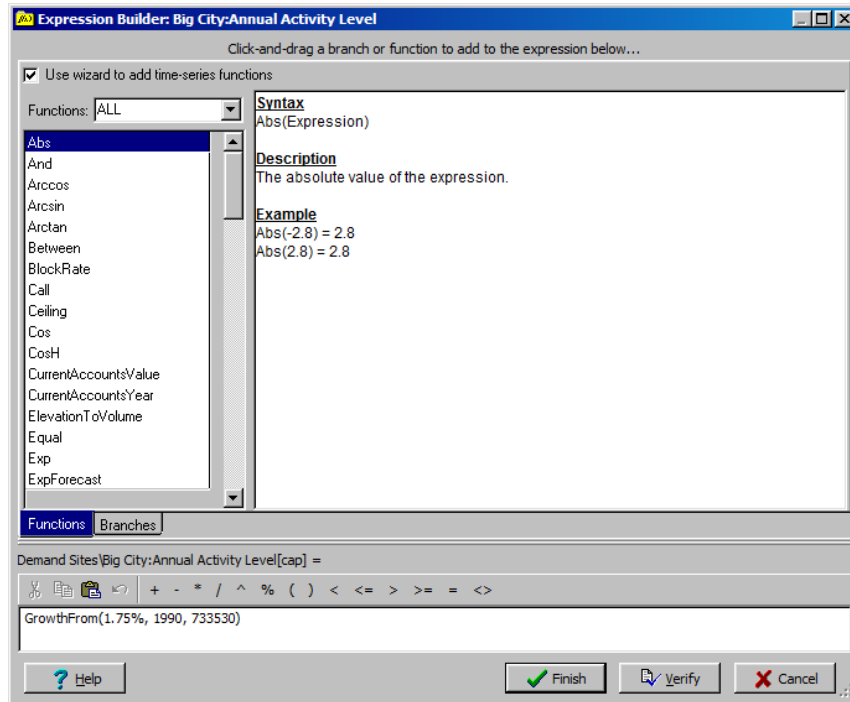 Expression Builder: Big City:Annual Activity Level
Click-and-drag a branch or function to add to the expression below...
Use wizard to add time-series functions
Functions: ALL
Abs
And
Arccos
Arcsin
Arctan
Between
BlockRate
Call
Ceiling
Cos
CosH
CurrentAccountsValue
CurrentAccountsYear
ElevationToVolume
Equal
Exp
ExpForecast
Syntax
Abs(Expression)
Description
The absolute value of the expression.
Example
Abs(-2.8) = 2.8
Abs(2.8) = 2.8
Functions Branches
Demand Sites\Big City:Annual Activity Level[cap] =
+ - * / ^ % ( ) < <= > >= = <>
GrowthFrom(1.75%, 1990, 733530)
? Help Finish Verify Cancel